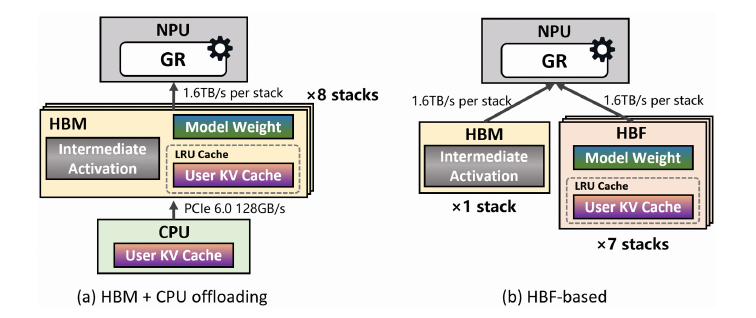 NPU
GR
1.6TB/s per stack
×8 stacks
HBM
Model Weight
Intermediate
Activation
LRU Cache
User KV Cache
PCIe 6.0 128GB/s
CPU
User KV Cache
(a) HBM + CPU offloading
NPU
GR
1.6TB/s per stack
1.6TB/s per stack
HBM
Intermediate
Activation
×1 stack
HBF
Model Weight
LRU Cache
User KV Cache
×7 stacks
(b) HBF-based